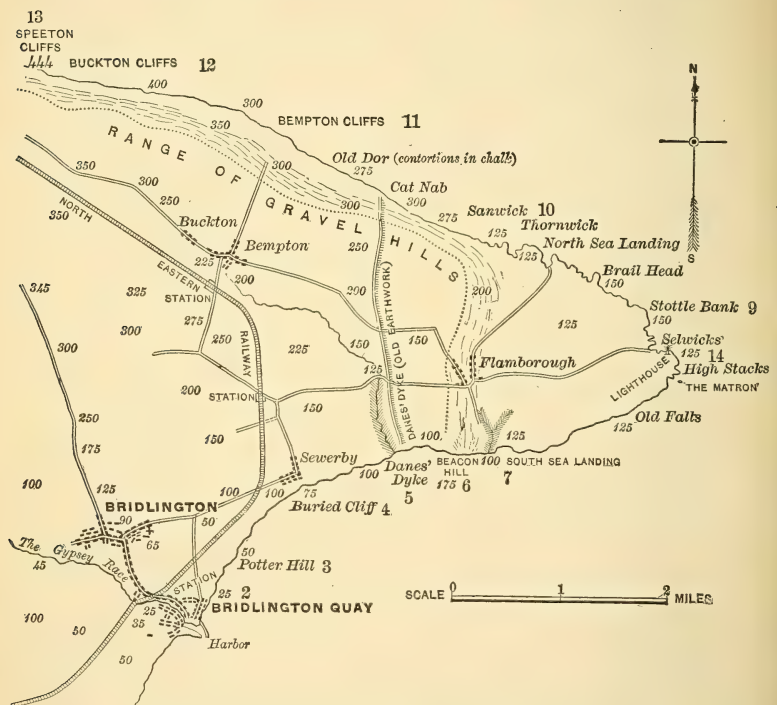 13
SPEETON
CLIFFS
444 BUCKTON CLIFFS 12
400
300
350
BEMPTON CLIFFS 11
N
S
RANGE OF GRAVEL HILLS
Old Dor (contortions in chalk)
275
Cat Nab
300
300
300
275
Sanwick 10
125
Thornwick
125
North Sea Landing
350
300
250
NORTH
350
Buckton
Bempton
225
200
EASTERN
STATION
250
200
200
Brail Head
150
Stottle Bank 9
150
345
325
300
275
250
RAILWAY
225
150
150
125
Selwicks'
125 14
High Stacks
"THE MATRON"
LIGHTHOUSE
300
DANES' DYKE (OLD EARTHWORK)
Flamborough
125
200
STATION
150
150
Old Falls
125
250
175
100
125
Sewerby
100
100
75
Buried Cliff 4
100
Danes'
Dyke
5
100
BEACON
HILL
175 6
100
125
SOUTH SEA LANDING
7
BRIDLINGTON
90
65
50
The Gypsey Race
45
50
Potter Hill 3
STATION
25 2
BRIDLINGTON QUAY
25
35
Harbor
100
50
50
SCALE 0 1 2 MILES